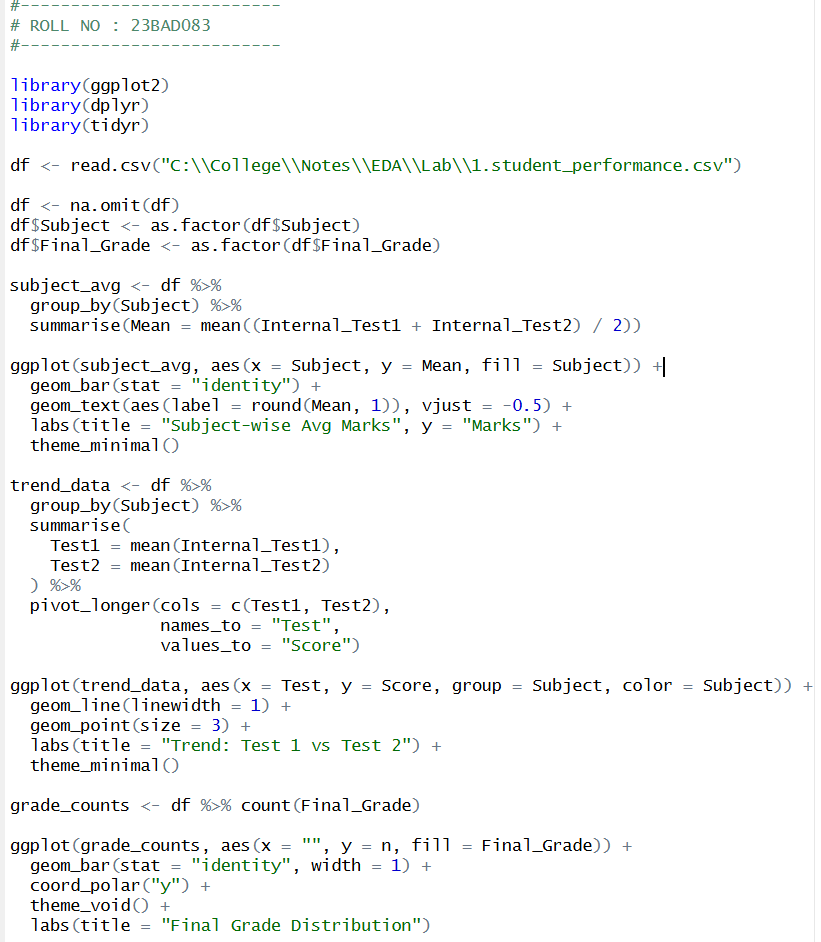 #--------------------------
# ROLL NO : 23BAD083
#--------------------------

library(ggplot2)
library(dplyr)
library(tidyr)

df <- read.csv("C:\\College\\Notes\\EDA\\Lab\\1.student_performance.csv")

df <- na.omit(df)
df$Subject <- as.factor(df$Subject)
df$Final_Grade <- as.factor(df$Final_Grade)

subject_avg <- df %>%
  group_by(Subject) %>%
  summarise(Mean = mean((Internal_Test1 + Internal_Test2) / 2))

ggplot(subject_avg, aes(x = Subject, y = Mean, fill = Subject)) +
  geom_bar(stat = "identity") +
  geom_text(aes(label = round(Mean, 1)), vjust = -0.5) +
  labs(title = "Subject-wise Avg Marks", y = "Marks") +
  theme_minimal()

trend_data <- df %>%
  group_by(Subject) %>%
  summarise(
    Test1 = mean(Internal_Test1),
    Test2 = mean(Internal_Test2)
  ) %>%
  pivot_longer(cols = c(Test1, Test2),
               names_to = "Test",
               values_to = "Score")

ggplot(trend_data, aes(x = Test, y = Score, group = Subject, color = Subject)) +
  geom_line(linewidth = 1) +
  geom_point(size = 3) +
  labs(title = "Trend: Test 1 vs Test 2") +
  theme_minimal()

grade_counts <- df %>% count(Final_Grade)

ggplot(grade_counts, aes(x = "", y = n, fill = Final_Grade)) +
  geom_bar(stat = "identity", width = 1) +
  coord_polar("y") +
  theme_void() +
  labs(title = "Final Grade Distribution")